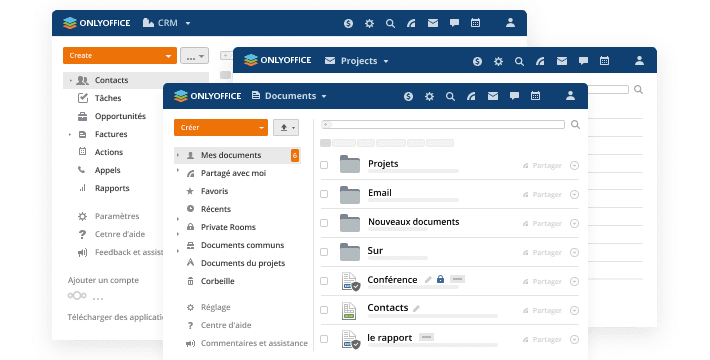 ONLYOFFICE CRM
Create
...
Contacts
Tâches
Opportunités
Factures
Actions
Appels
Rapports
Paramètres
Cetnre d'aide
Feedback et assist
Ajouter un compte
...
Télécharger des applicatio
ONLYOFFICE Projects
ONLYOFFICE Documents
Créer
Mes documents 6
Partagé avec moi
Favoris
Récents
Private Rooms
Documents communs
Documents du projets
Corbeille
Réglage
Centre d'aide
Commentaires et assistance
Projets Partager
Email Partager
Nouveaux documents Partager
Sur Partager
Conférence Partager
Contacts Partager
le rapport Partager